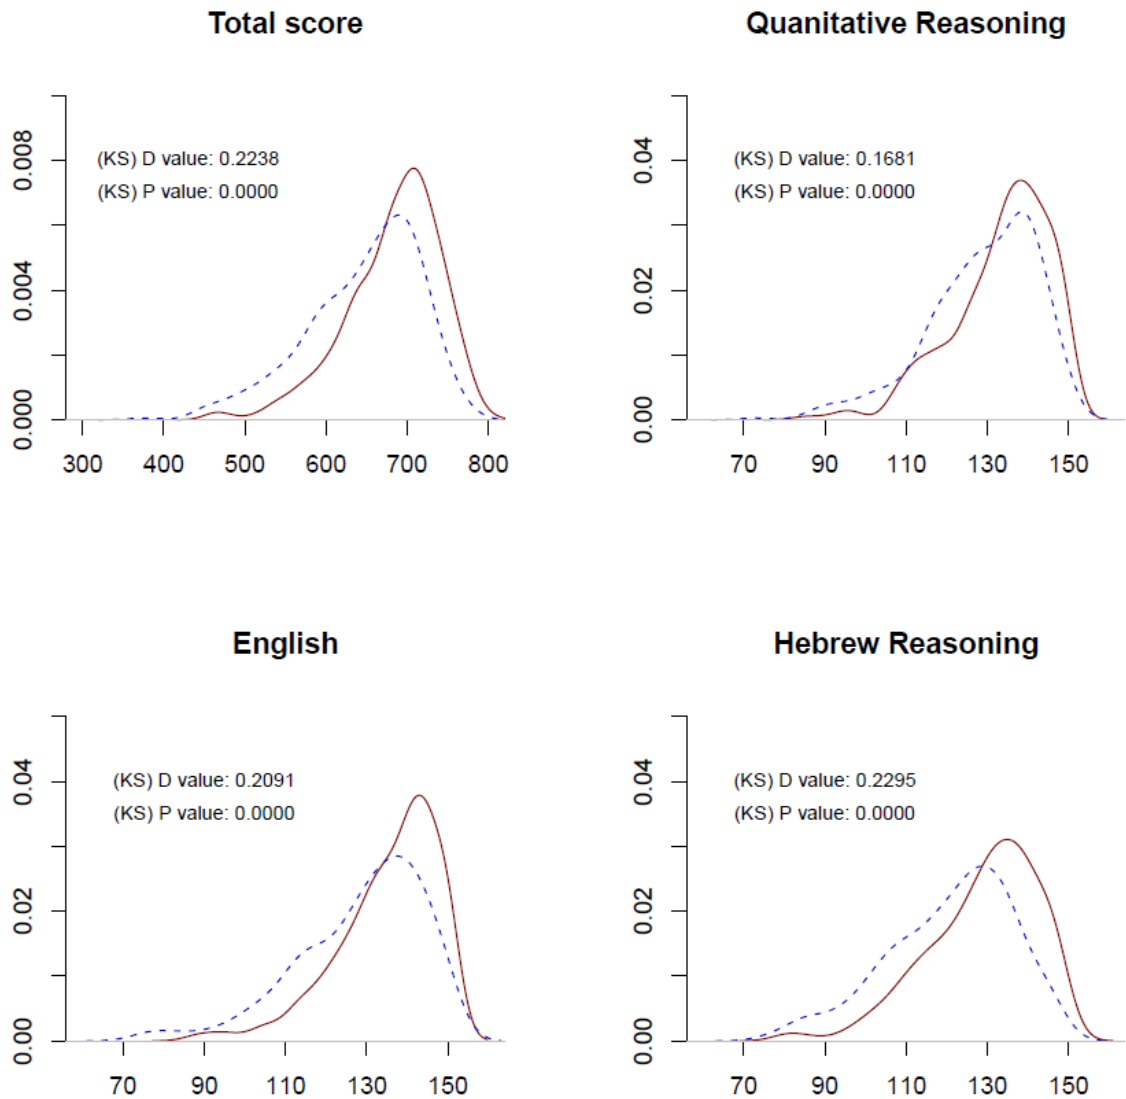 Total score
0.008
0.004
0.000
(KS) D value: 0.2238
(KS) P value: 0.0000
300 400 500 600 700 800
Quanitative Reasoning
0.04
0.02
0.00
(KS) D value: 0.1681
(KS) P value: 0.0000
70 90 110 130 150
English
0.04
0.02
0.00
(KS) D value: 0.2091
(KS) P value: 0.0000
70 90 110 130 150
Hebrew Reasoning
0.04
0.02
0.00
(KS) D value: 0.2295
(KS) P value: 0.0000
70 90 110 130 150